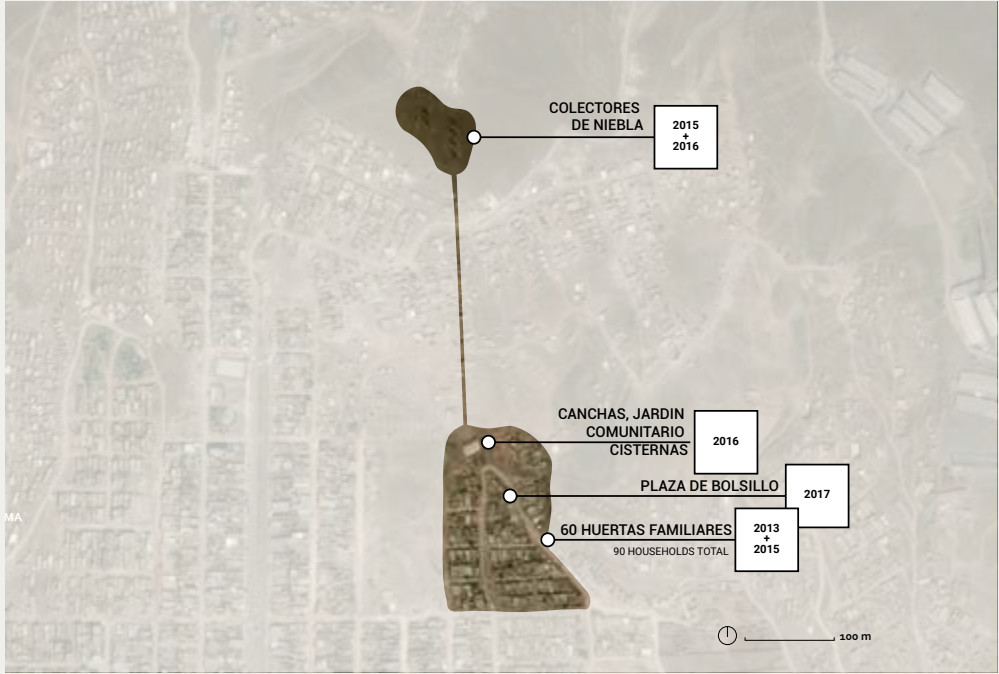 COLECTORES
DE NIEBLA
2015
+
2016
CANCHAS, JARDIN
COMUNITARIO
CISTERNAS
2016
PLAZA DE BOLSILLO
2017
60 HUERTAS FAMILIARES
90 HOUSEHOLDS TOTAL
2013
+
2015
MA
100 m